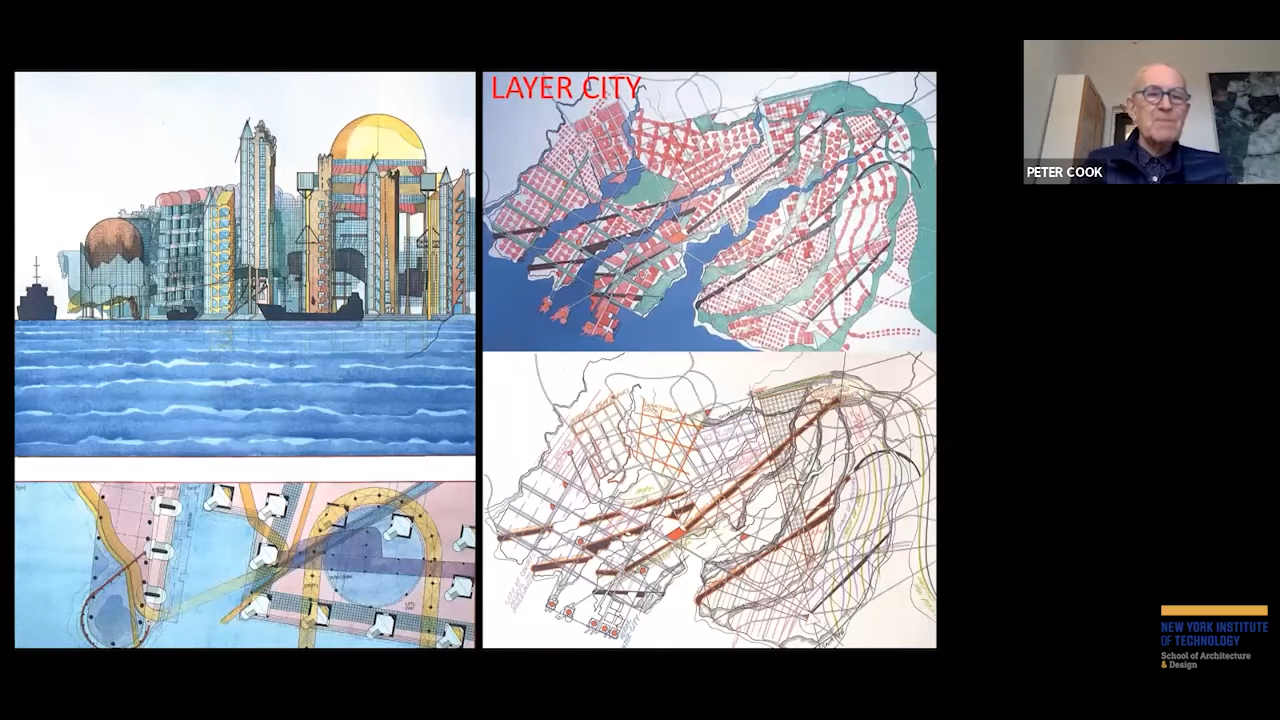 LAYER CITY
PETER COOK
NEW YORK INSTITUTE
OF TECHNOLOGY
School of Architecture
& Design